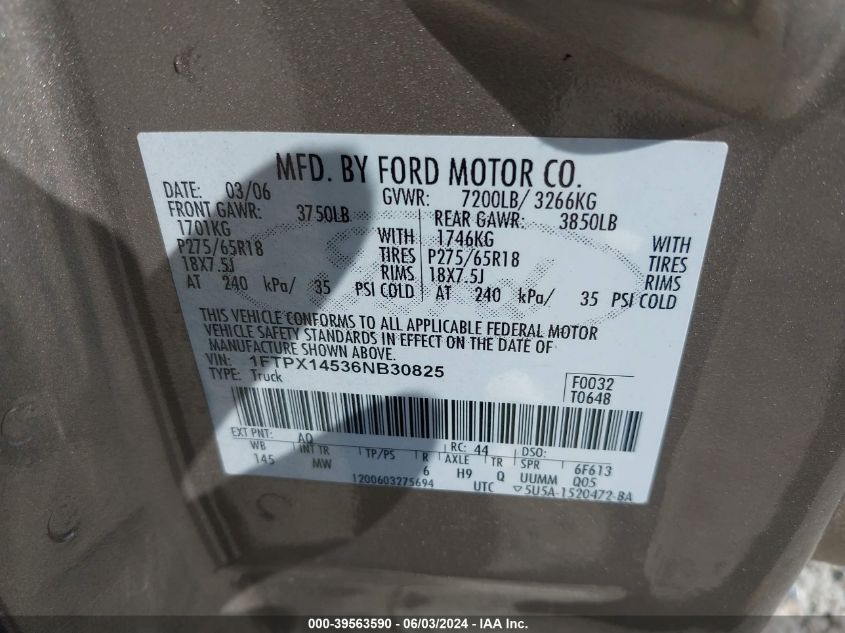 MFD. BY FORD MOTOR CO.
DATE: 03/06 GVWR: 7200LB/ 3266KG
FRONT GAWR: 3750LB REAR GAWR: 3850LB
1701KG WITH 1746KG WITH
P275/65R18 TIRES P275/65R18 TIRES
18X7.5J RIMS 18X7.5J RIMS
AT 240 kPa/ 35 PSI COLD AT 240 kPa/ 35 PSI COLD
THIS VEHICLE CONFORMS TO ALL APPLICABLE FEDERAL MOTOR
VEHICLE SAFETY STANDARDS IN EFFECT ON THE DATE OF
MANUFACTURE SHOWN ABOVE.
VIN: 1FTPX14536NB30825 F0032
TYPE: Truck T0648
EXT PNT: AQ RC: 44 DSO:
WB INT TR TP/PS R AXLE TR SPR 6F613
145 MW 6 H9 Q UUMM Q05
1200603275694 UTC ▽5U5A-1520472-BA
000-39563590 - 06/03/2024 - IAA Inc.